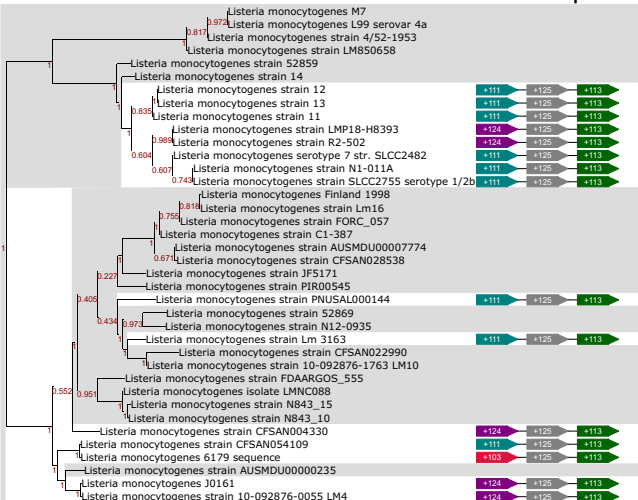 Listeria monocytogenes M7
0.972 Listeria monocytogenes L99 serovar 4a
0.817 Listeria monocytogenes strain 4/52-1953
1 Listeria monocytogenes strain LM850658
Listeria monocytogenes strain 52859
1 Listeria monocytogenes strain 14
1 Listeria monocytogenes strain 12 +111 +125 +113
1 Listeria monocytogenes strain 13 +111 +125 +113
0.835 Listeria monocytogenes strain 11 +111 +125 +113
1 Listeria monocytogenes strain LMP18-H8393 +124 +125 +113
0.989 Listeria monocytogenes strain R2-502 +124 +125 +113
0.604 Listeria monocytogenes serotype 7 str. SLCC2482 +111 +125 +113
0.607 Listeria monocytogenes strain N1-011A +111 +125 +113
0.743 Listeria monocytogenes strain SLCC2755 serotype 1/2b +111 +125 +113
Listeria monocytogenes Finland 1998
0.818 Listeria monocytogenes strain Lm16
0.755 Listeria monocytogenes strain FORC_057
1 Listeria monocytogenes strain C1-387
1 Listeria monocytogenes strain AUSMDU00007774
1 0.671 Listeria monocytogenes strain CFSAN028538
0.227 Listeria monocytogenes strain JF5171
1 Listeria monocytogenes strain PIR00545
0.405 Listeria monocytogenes strain PNUSAL000144 +111 +125 +113
Listeria monocytogenes strain 52869
0.434 0.973 Listeria monocytogenes strain N12-0935
1 Listeria monocytogenes strain Lm 3163 +111 +125 +113
1 Listeria monocytogenes strain CFSAN022990
1 Listeria monocytogenes strain 10-092876-1763 LM10
Listeria monocytogenes strain FDAARGOS_555
0.552 0.951 Listeria monocytogenes isolate LMNC088
1 Listeria monocytogenes strain N843_15
1 Listeria monocytogenes strain N843_10
1 Listeria monocytogenes strain CFSAN004330 +124 +125 +113
1 Listeria monocytogenes strain CFSAN054109 +111 +125 +113
1 Listeria monocytogenes 6179 sequence +103 +125 +113
1 Listeria monocytogenes strain AUSMDU00000235
1 Listeria monocytogenes J0161 +124 +125 +113
1 Listeria monocytogenes strain 10-092876-0055 LM4 +124 +125 +113